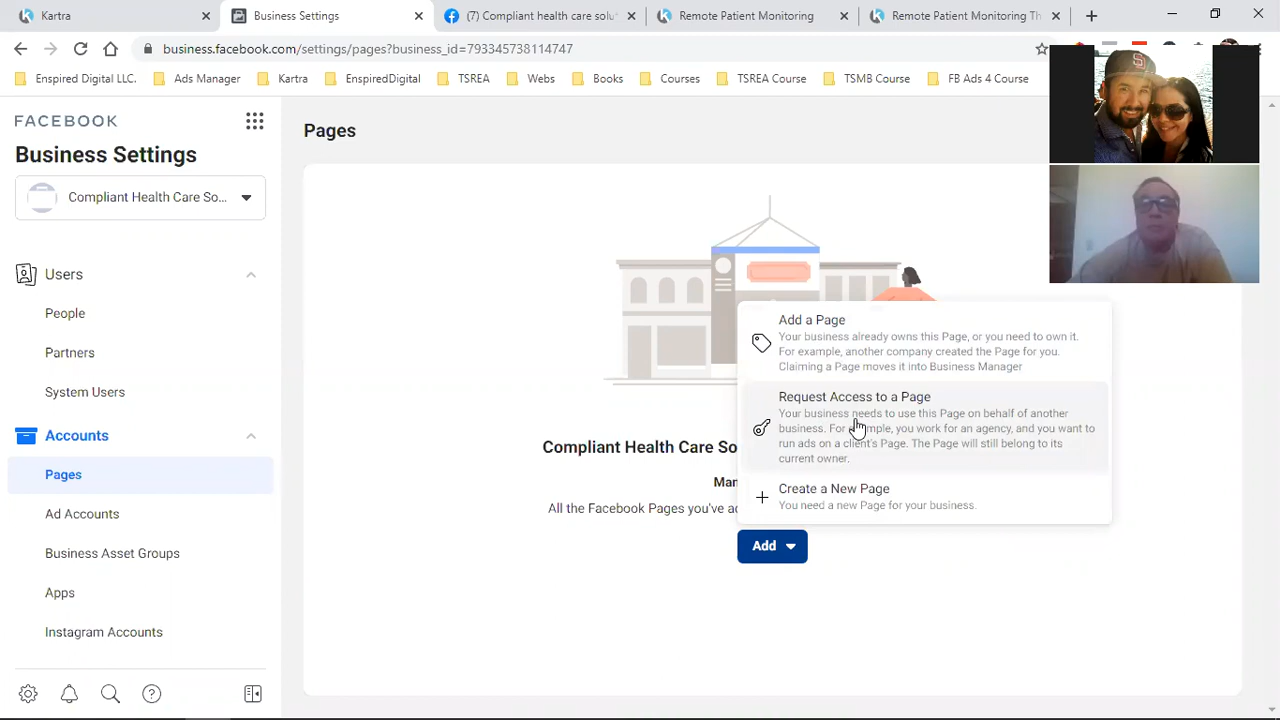 Kartra
Business Settings
(7) Compliant health care solut
Remote Patient Monitoring
Remote Patient Monitoring Th
business.facebook.com/settings/pages?business_id=793345738114747
Enspired Digital LLC.
Ads Manager
Kartra
EnspiredDigital
TSREA
Webs
Books
Courses
TSREA Course
TSMB Course
FB Ads 4 Course
FACEBOOK
Business Settings
Compliant Health Care So...
Users
People
Partners
System Users
Accounts
Pages
Ad Accounts
Business Asset Groups
Apps
Instagram Accounts
Pages
Compliant Health Care So
Man
All the Facebook Pages you've ad
Add a Page
Your business already owns this Page, or you need to own it.
For example, another company created the Page for you.
Claiming a Page moves it into Business Manager
Request Access to a Page
Your business needs to use this Page on behalf of another
business. For example, you work for an agency, and you want to
run ads on a client's Page. The Page will still belong to its
current owner.
Create a New Page
You need a new Page for your business.
Add
S